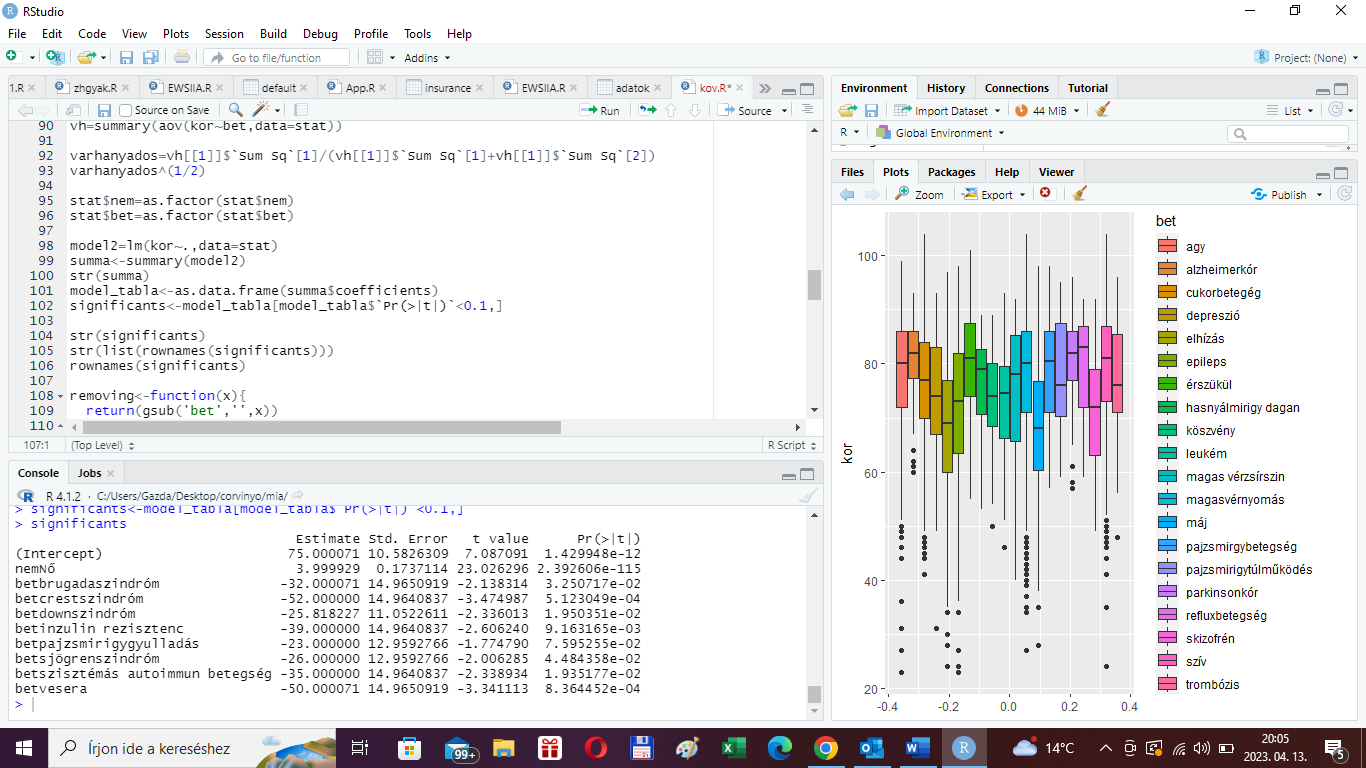 RStudio
File Edit Code View Plots Session Build Debug Profile Tools Help
Go to file/function Addins Project: (None)
1.R zhgyak.R EWSIIA.R default App.R insurance EWSIIA.R adatok kov.R*
Source on Save Run Source
90 vh=summary(aov(kor~bet,data=stat))
91
92 varhanyados=vh[[1]]$`Sum Sq`[1]/(vh[[1]]$`Sum Sq`[1]+vh[[1]]$`Sum Sq`[2])
93 varhanyados^(1/2)
94
95 stat$nem=as.factor(stat$nem)
96 stat$bet=as.factor(stat$bet)
97
98 model2=lm(kor~.,data=stat)
99 summa<-summary(model2)
100 str(summa)
101 model_tabla<-as.data.frame(summa$coefficients)
102 significants<-model_tabla[model_tabla$`Pr(>|t|)`<0.1,]
103
104 str(significants)
105 str(list(rownames(significants)))
106 rownames(significants)
107
108 removing<-function(x){
109 return(gsub('bet','',x))
110
107:1 (Top Level) R Script
Console Jobs
R 4.1.2 · C:/Users/Gazda/Desktop/corvinyo/mia/
> significants<-model_tabla[model_tabla$`Pr(>|t|)`<0.1,]
> significants
Estimate Std. Error t value Pr(>|t|)
(Intercept) 75.000071 10.5826309 7.087091 1.429948e-12
nemNő 3.999929 0.1737114 23.026296 2.392606e-115
betbrugadaszindróm -32.000071 14.9650919 -2.138314 3.250717e-02
betcrestszindróm -52.000000 14.9640837 -3.474987 5.123049e-04
betdownszindróm -25.818227 11.0522611 -2.336013 1.950351e-02
betinzulin rezisztenc -39.000000 14.9640837 -2.606240 9.163165e-03
betpajzsmirigygyulladás -23.000000 12.9592766 -1.774790 7.595255e-02
betsjögrenszindróm -26.000000 12.9592766 -2.006285 4.484358e-02
betszisztémás autoimmun betegség -35.000000 14.9640837 -2.338934 1.935177e-02
betvesera -50.000071 14.9650919 -3.341113 8.364452e-04
>
Environment History Connections Tutorial
Import Dataset 44 MiB List
R Global Environment
Files Plots Packages Help Viewer
Zoom Export Publish
kor
100
80
60
40
20
-0.4 -0.2 0.0 0.2 0.4
bet
agy
alzheimerkór
cukorbetegég
depreszió
elhízás
epileps
érszükül
hasnyálmirigy dagan
köszvény
leukém
magas vérzsírszin
magasvérnyomás
máj
pajzsmirgybetegség
pajzsmirigytúlműködés
parkinsonkór
refluxbetegség
skizofrén
szív
trombózis
Írjon ide a kereséshez
99+
14°C
20:05
2023. 04. 13.
5